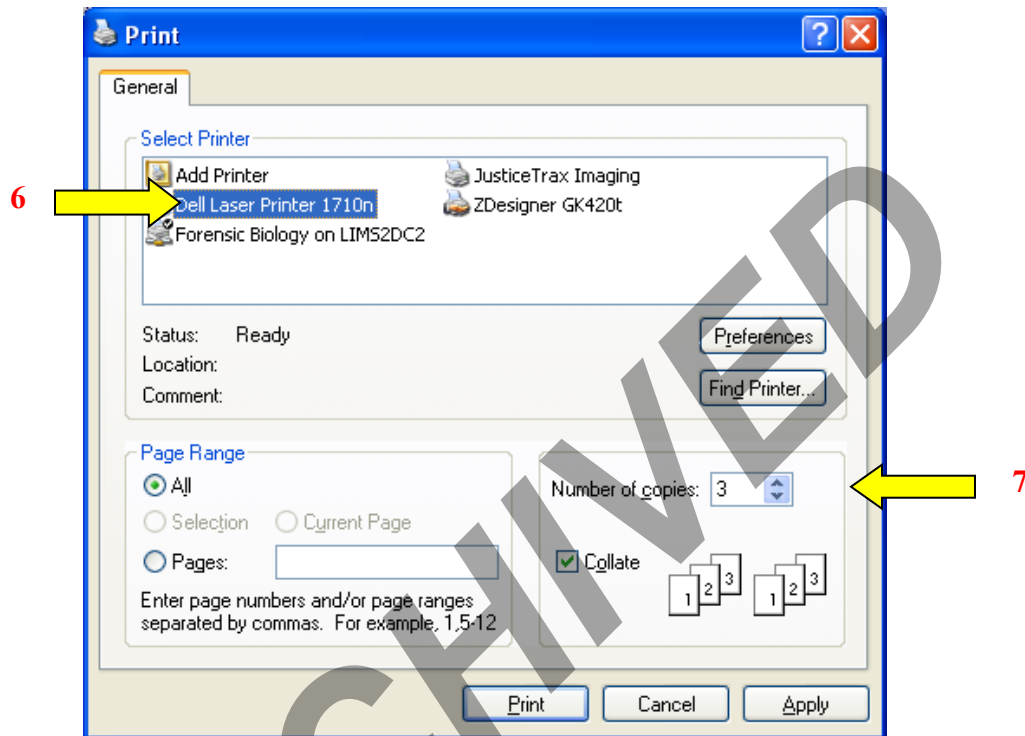 Print
General
Select Printer
Add Printer
JusticeTrax Imaging
6
Dell Laser Printer 1710n
ZDesigner GK420t
Forensic Biology on LIMS2DC2
Status: Ready
Preferences
Location:
Find Printer...
Comment:
Page Range
All
Number of copies: 3
7
Selection Current Page
Pages:
Collate
1 2 3 1 2 3
Enter page numbers and/or page ranges
separated by commas. For example, 1,5-12
Print Cancel Apply
CHIVED